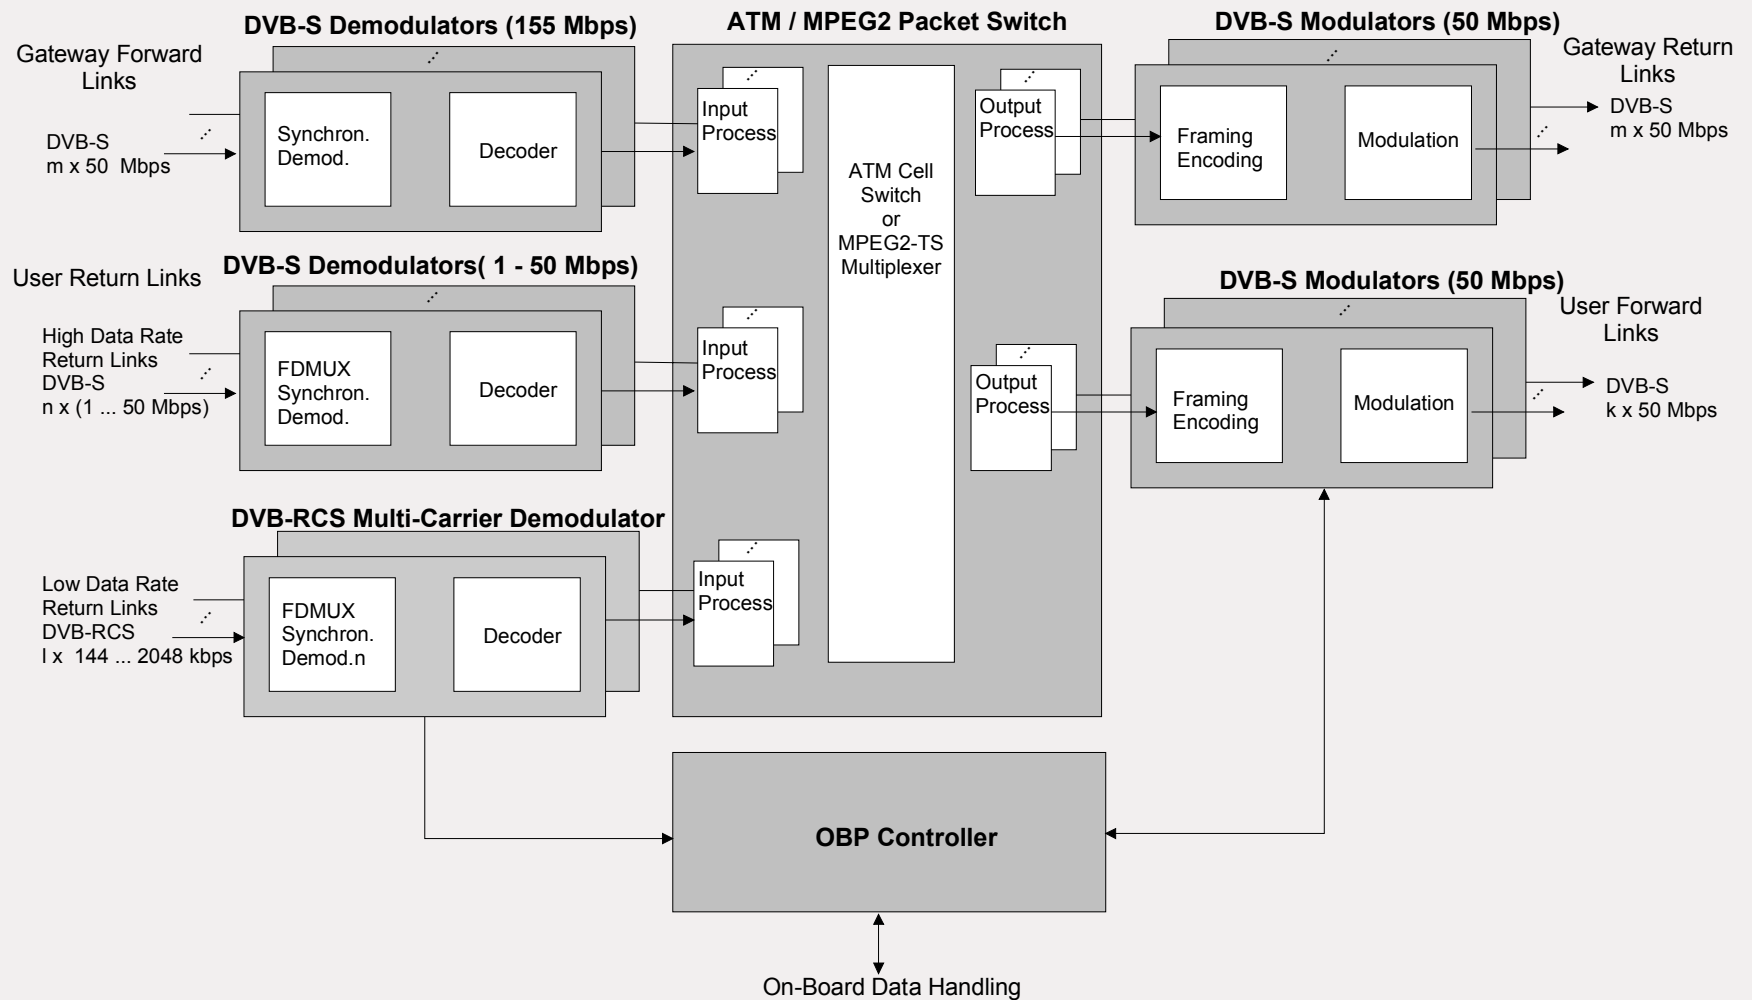 DVB-S Demodulators (155 Mbps)
ATM / MPEG2 Packet Switch
DVB-S Modulators (50 Mbps)
Gateway Forward
Links
DVB-S
m x 50 Mbps
Synchron.
Demod.
Decoder
Input
Process
ATM Cell
Switch
or
MPEG2-TS
Multiplexer
Output
Process
Framing
Encoding
Modulation
Gateway Return
Links
DVB-S
m x 50 Mbps
DVB-S Demodulators( 1 - 50 Mbps)
User Return Links
High Data Rate
Return Links
DVB-S
n x (1 ... 50 Mbps)
FDMUX
Synchron.
Demod.
Decoder
Input
Process
Output
Process
DVB-S Modulators (50 Mbps)
Framing
Encoding
Modulation
User Forward
Links
DVB-S
k x 50 Mbps
DVB-RCS Multi-Carrier Demodulator
Low Data Rate
Return Links
DVB-RCS
l x 144 ... 2048 kbps
FDMUX
Synchron.
Demod.n
Decoder
Input
Process
OBP Controller
On-Board Data Handling